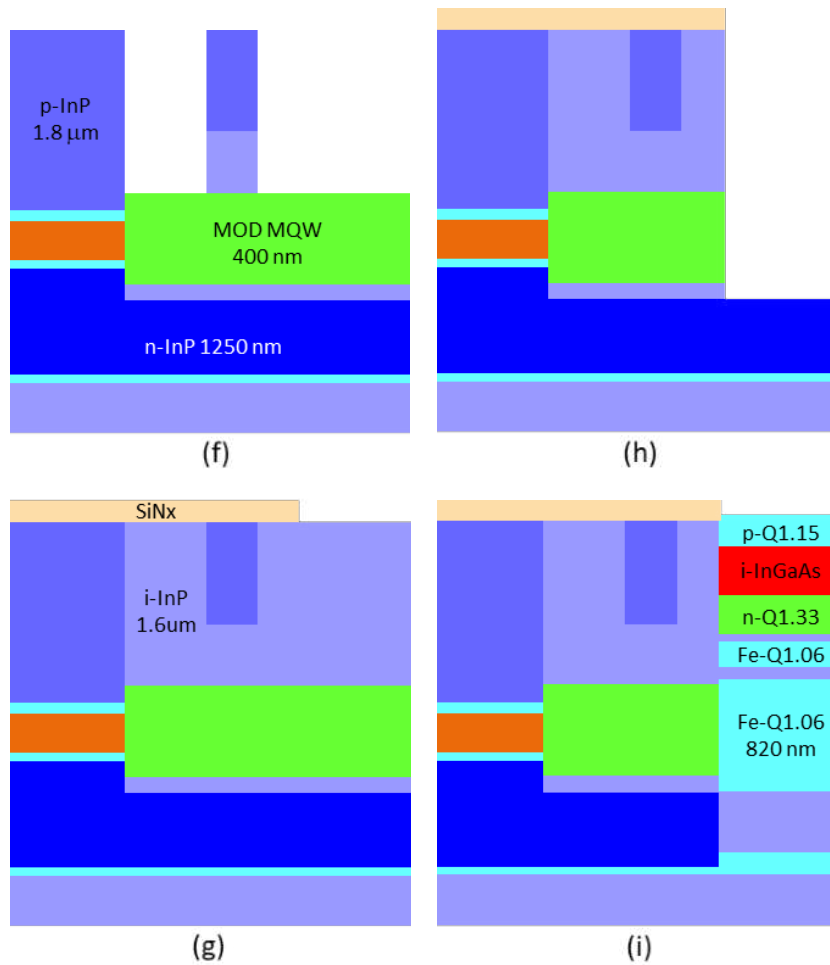 p-InP
1.8 μm
MOD MQW
400 nm
n-InP 1250 nm
(f)
(h)
SiNx
i-InP
1.6um
(g)
p-Q1.15
i-InGaAs
n-Q1.33
Fe-Q1.06
Fe-Q1.06
820 nm
(i)